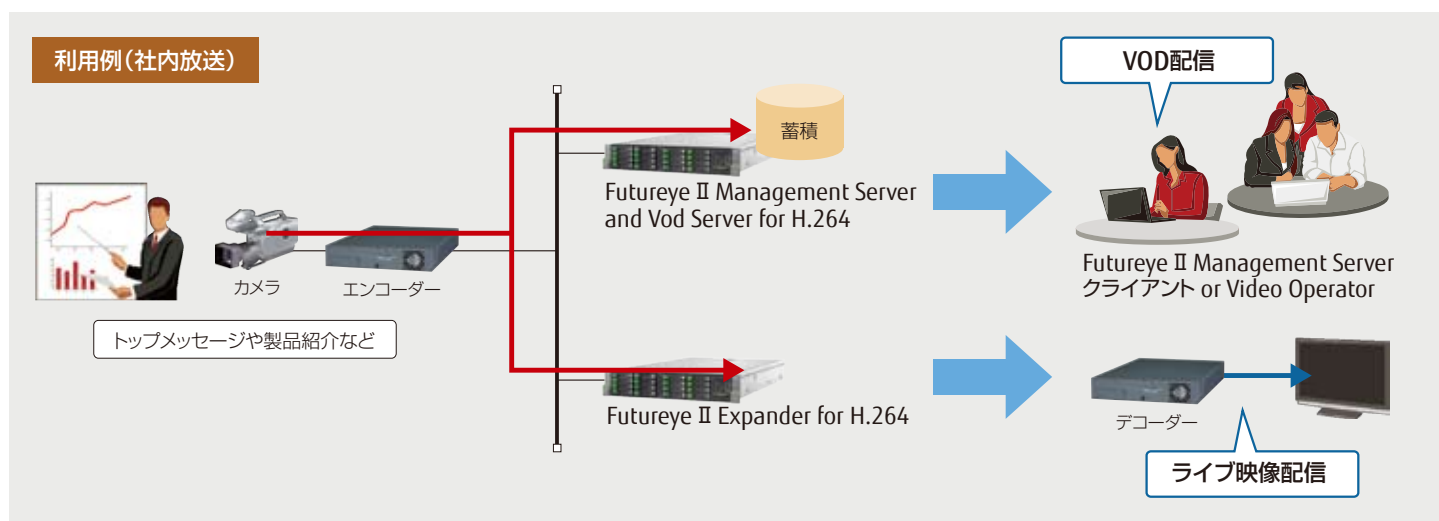 利用例(社内放送)
VOD配信
蓄積
Futureye Ⅱ Management Server
and Vod Server for H.264
カメラ
エンコーダー
トップメッセージや製品紹介など
Futureye Ⅱ Management Server
クライアント or Video Operator
Futureye Ⅱ Expander for H.264
デコーダー
ライブ映像配信